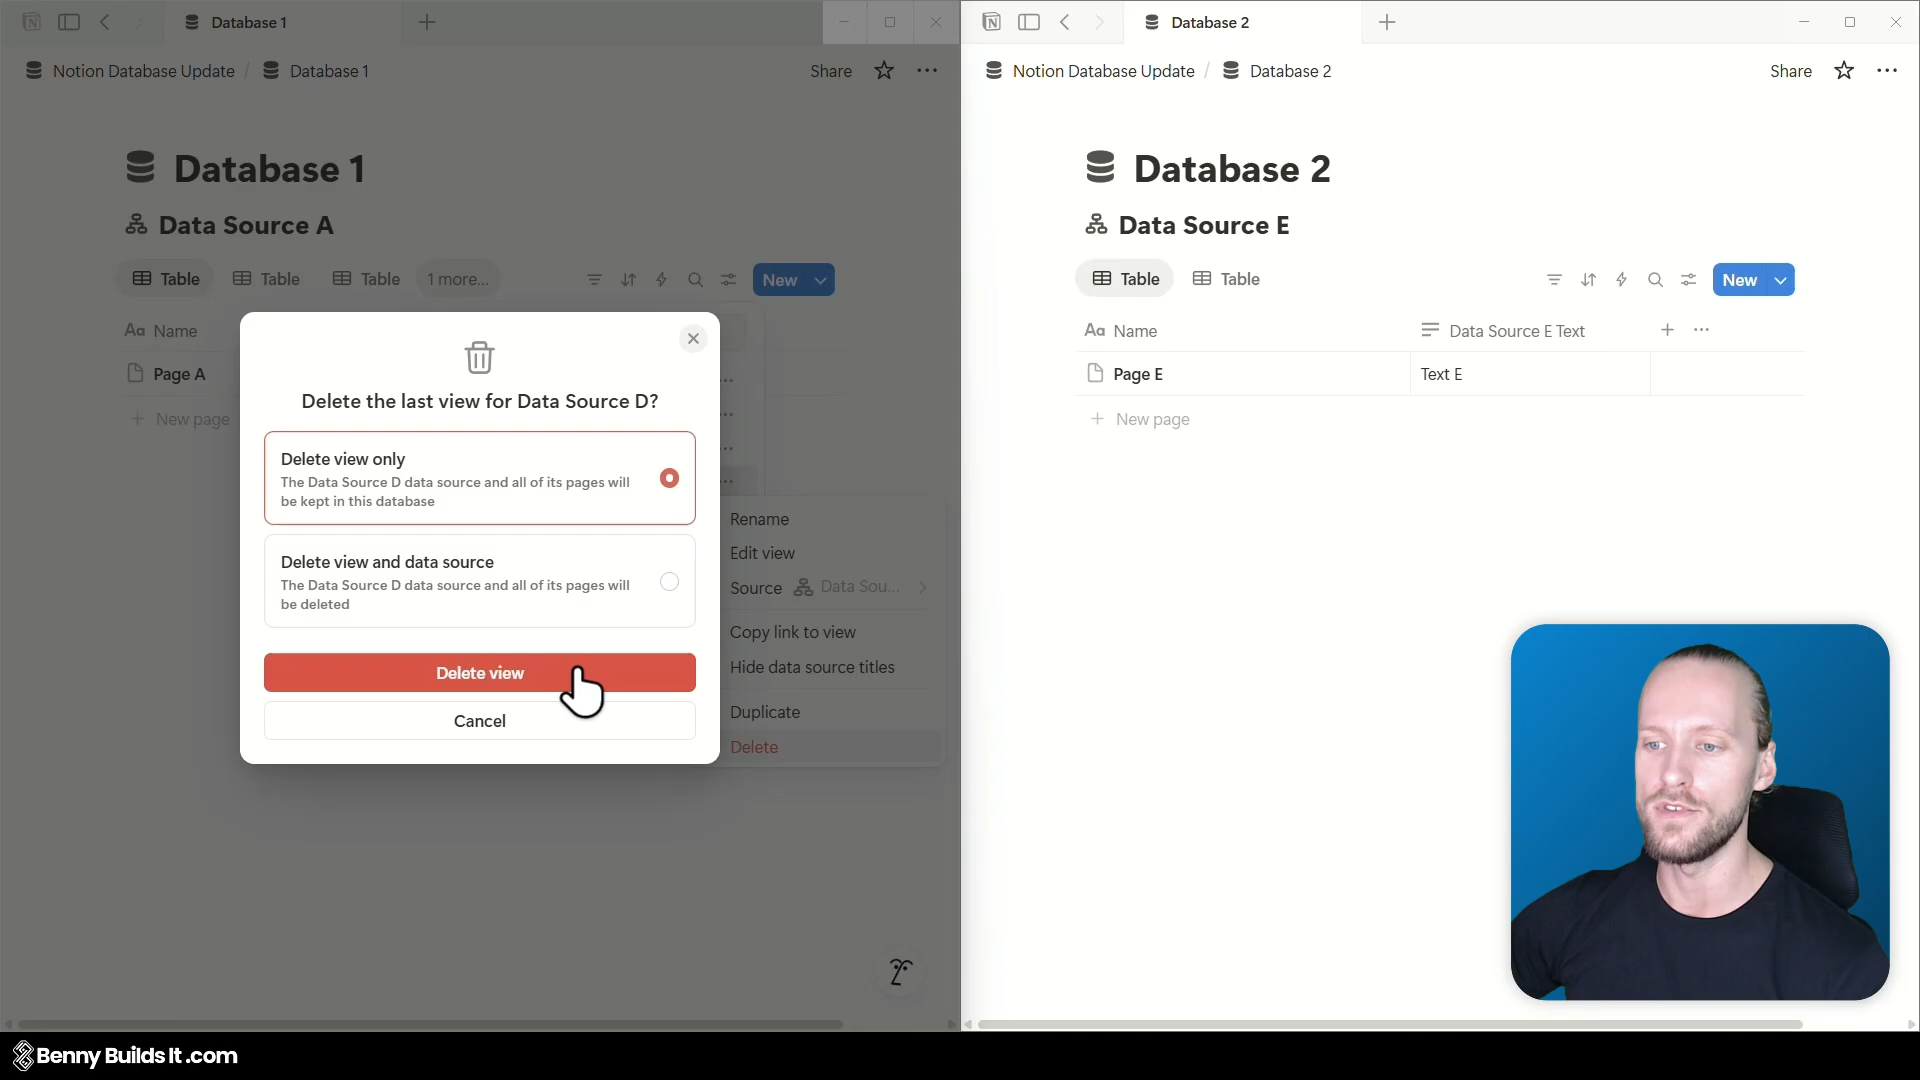 Database 1
Notion Database Update / Database 1
Share
Database 1
Data Source A
Table
Table
Table
1 more...
New
Aa Name
Page A
New page
Delete the last view for Data Source D?
Delete view only
The Data Source D data source and all of its pages will
be kept in this database
Delete view and data source
The Data Source D data source and all of its pages will
be deleted
Delete view
Cancel
Rename
Edit view
Source Data Sou...
Copy link to view
Hide data source titles
Duplicate
Delete
Database 2
Notion Database Update / Database 2
Share
Database 2
Data Source E
Table
Table
New
Aa Name
Data Source E Text
Page E
Text E
New page
Benny Builds It .com